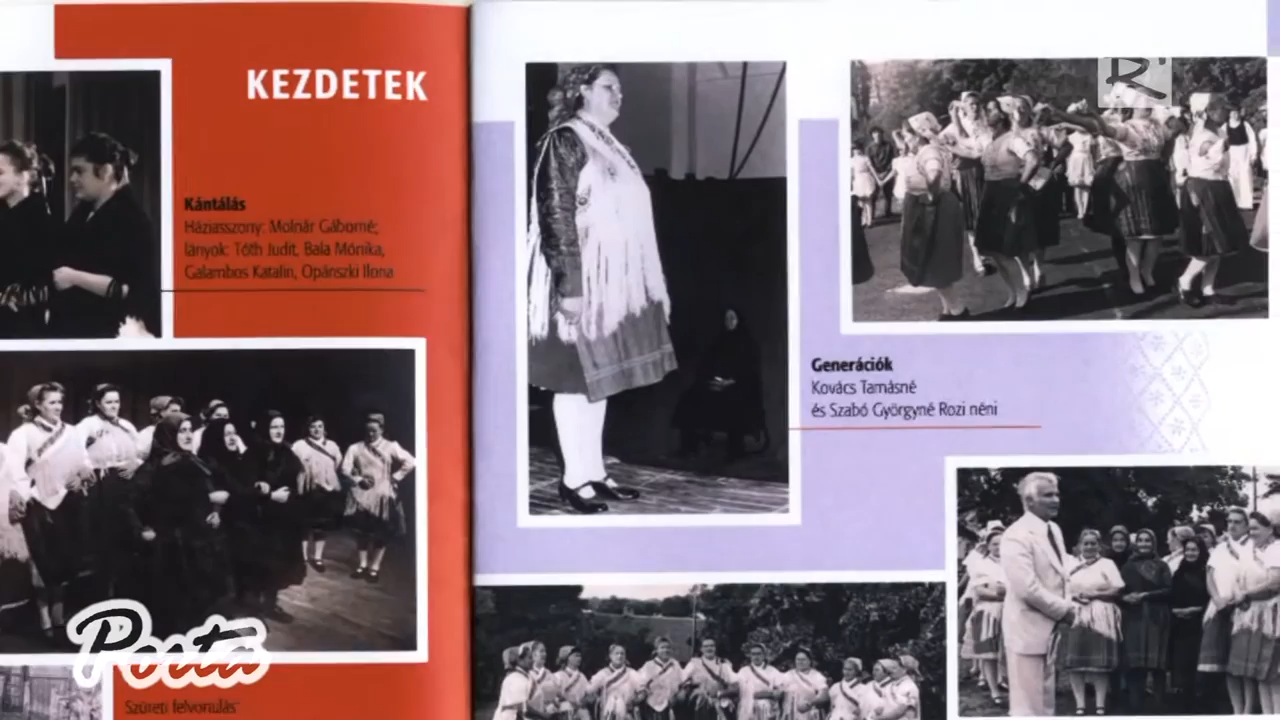 KEZDETEK
Kántálás
Háziasszony: Molnár Gáborné;
lányok: Tóth Judit, Bala Mónika,
Galambos Katalin, Opánszki Ilona
Szüreti felvonulás
Generációk
Kovács Tamásné
és Szabó Györgyné Rozi néni
R
Porta